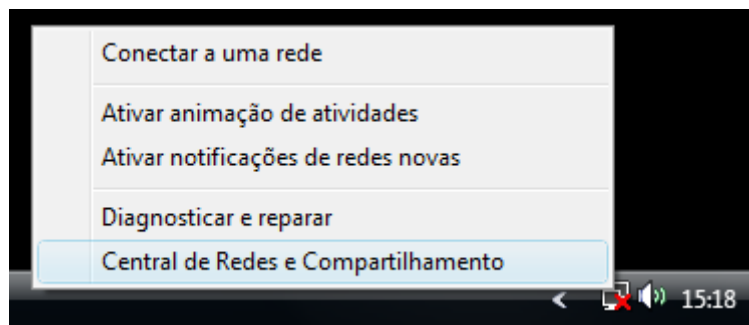 Conectar a uma rede
Ativar animação de atividades
Ativar notificações de redes novas
Diagnosticar e reparar
Central de Redes e Compartilhamento
15:18